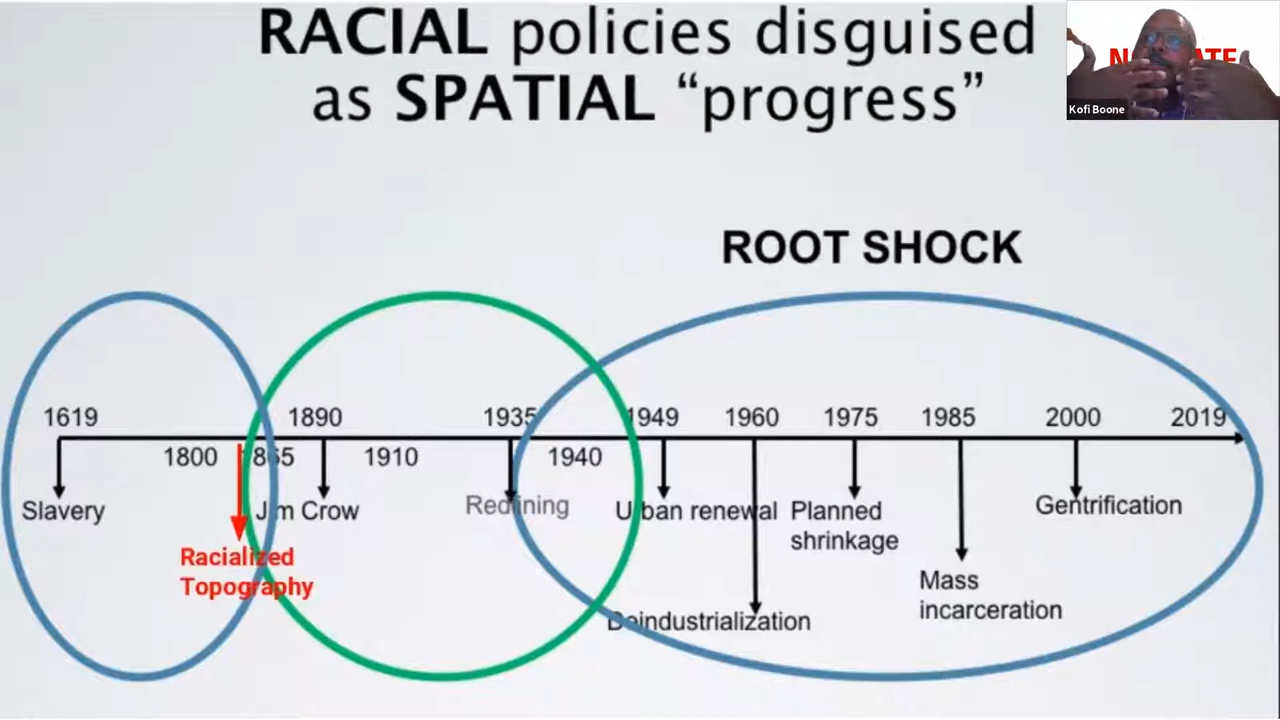 RACIAL policies disguised
as SPATIAL “progress”
Kofi Boone
ROOT SHOCK
1619 1890 1935 1949 1960 1975 1985 2000 2019
1800 1865 1910 1940
Slavery Jim Crow Redlining Urban renewal Planned shrinkage Gentrification
Racialized
Topography
Mass
incarceration
Deindustrialization